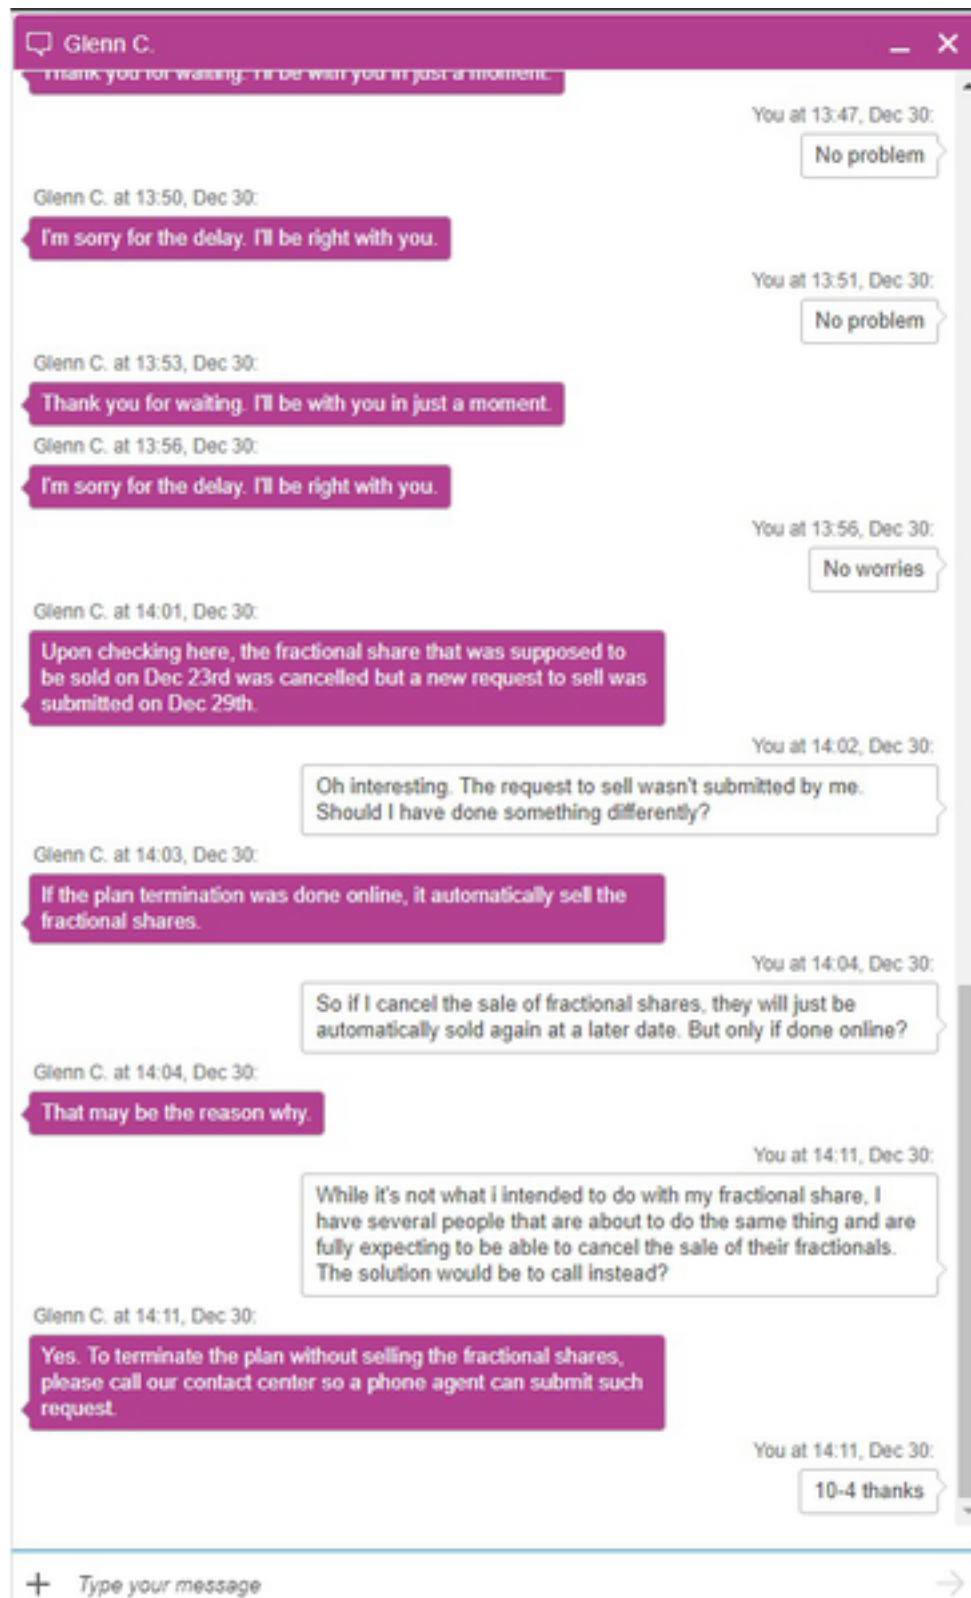 Glenn C.
Thank you for waiting. I'll be with you in just a moment.
You at 13:47, Dec 30:
No problem
Glenn C. at 13:50, Dec 30:
I'm sorry for the delay. I'll be right with you.
You at 13:51, Dec 30:
No problem
Glenn C. at 13:53, Dec 30:
Thank you for waiting. I'll be with you in just a moment.
Glenn C. at 13:56, Dec 30:
I'm sorry for the delay. I'll be right with you.
You at 13:56, Dec 30:
No worries
Glenn C. at 14:01, Dec 30:
Upon checking here, the fractional share that was supposed to
be sold on Dec 23rd was cancelled but a new request to sell was
submitted on Dec 29th.
You at 14:02, Dec 30:
Oh interesting. The request to sell wasn't submitted by me.
Should I have done something differently?
Glenn C. at 14:03, Dec 30:
If the plan termination was done online, it automatically sell the
fractional shares.
You at 14:04, Dec 30:
So if I cancel the sale of fractional shares, they will just be
automatically sold again at a later date. But only if done online?
Glenn C. at 14:04, Dec 30:
That may be the reason why.
You at 14:11, Dec 30:
While it's not what i intended to do with my fractional share, I
have several people that are about to do the same thing and are
fully expecting to be able to cancel the sale of their fractionals.
The solution would be to call instead?
Glenn C. at 14:11, Dec 30:
Yes. To terminate the plan without selling the fractional shares,
please call our contact center so a phone agent can submit such
request.
You at 14:11, Dec 30:
10-4 thanks
Type your message